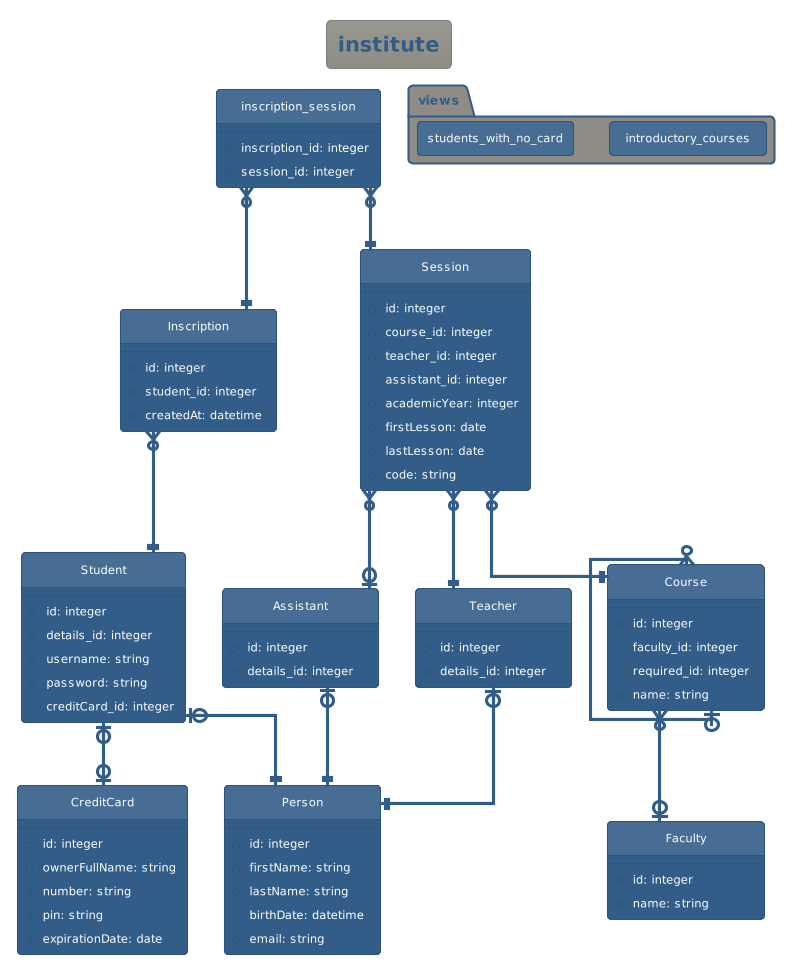 institute
views
students_with_no_card
introductory_courses
inscription_session
inscription_id: integer
session_id: integer
Session
id: integer
course_id: integer
teacher_id: integer
assistant_id: integer
academicYear: integer
firstLesson: date
lastLesson: date
code: string
Inscription
id: integer
student_id: integer
createdAt: datetime
Student
id: integer
details_id: integer
username: string
password: string
creditCard_id: integer
Assistant
id: integer
details_id: integer
Teacher
id: integer
details_id: integer
Course
id: integer
faculty_id: integer
required_id: integer
name: string
CreditCard
id: integer
ownerFullName: string
number: string
pin: string
expirationDate: date
Person
id: integer
firstName: string
lastName: string
birthDate: datetime
email: string
Faculty
id: integer
name: string